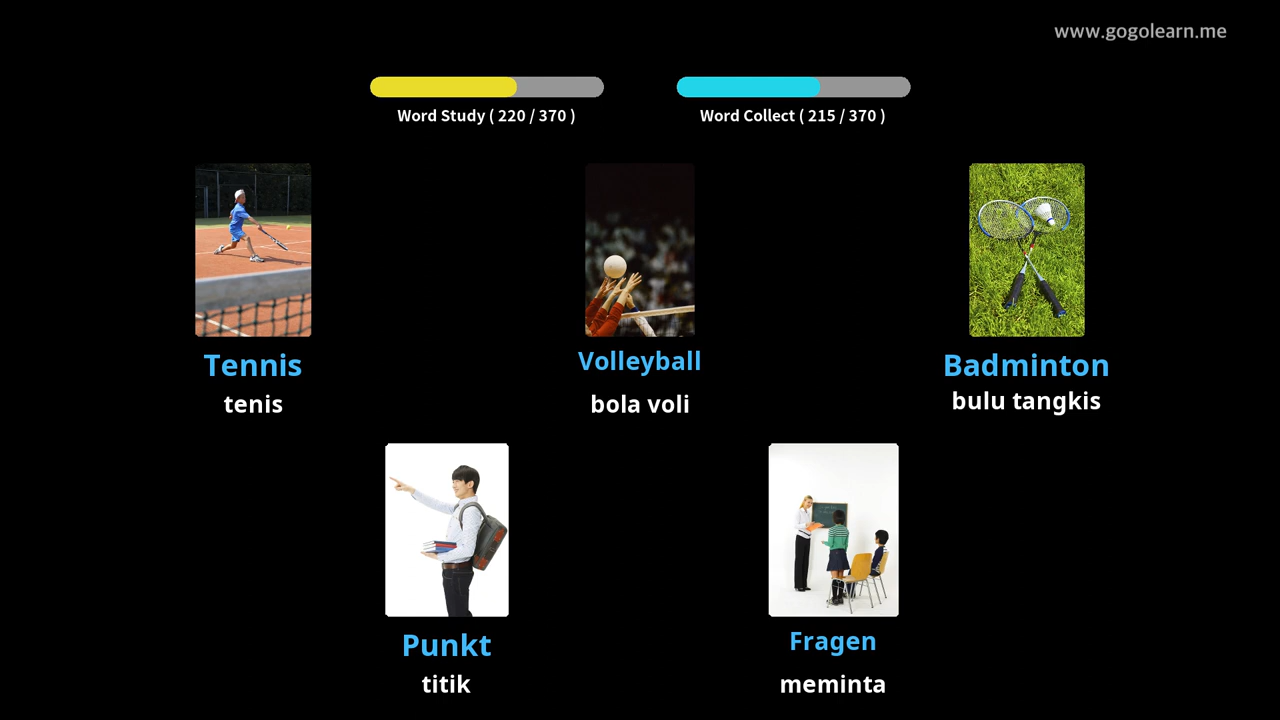 www.gogolearn.me
Word Study ( 220 / 370 )
Word Collect ( 215 / 370 )
Tennis
tenis
Volleyball
bola voli
Badminton
bulu tangkis
Punkt
titik
Fragen
meminta